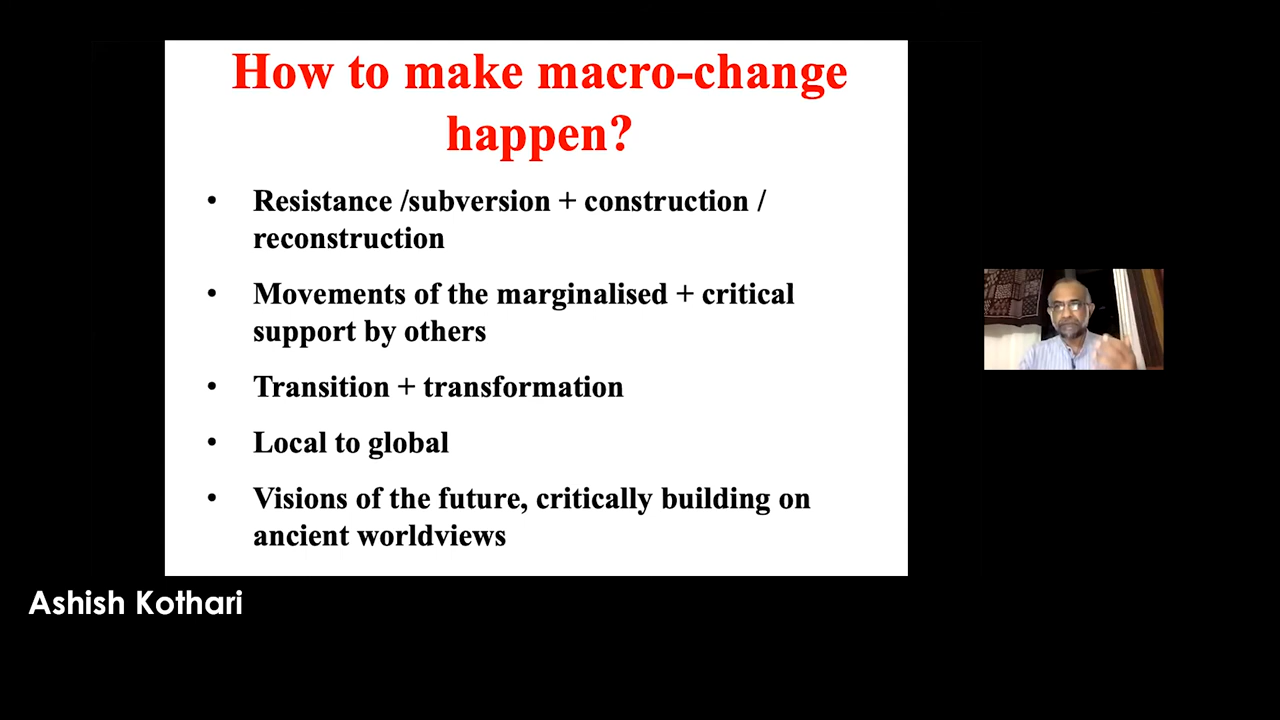 How to make macro-change
happen?
• Resistance /subversion + construction /
reconstruction
• Movements of the marginalised + critical
support by others
• Transition + transformation
• Local to global
• Visions of the future, critically building on
ancient worldviews
Ashish Kothari